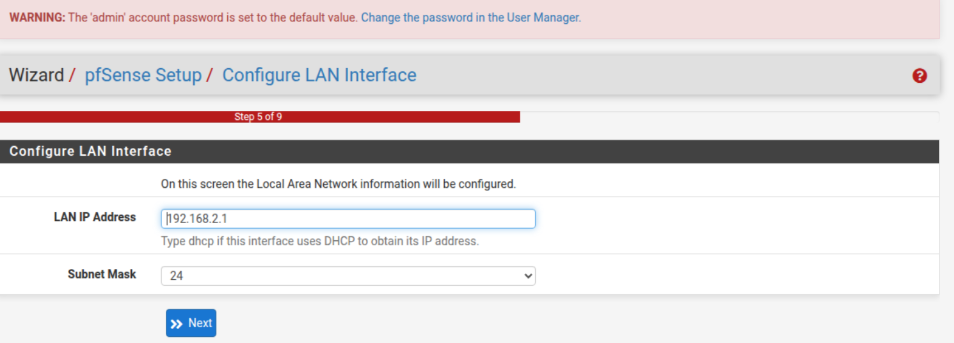 WARNING: The 'admin' account password is set to the default value. Change the password in the User Manager.
Wizard / pfSense Setup / Configure LAN Interface
Step 5 of 9
Configure LAN Interface
On this screen the Local Area Network information will be configured.
LAN IP Address 192.168.2.1
Type dhcp if this interface uses DHCP to obtain its IP address.
Subnet Mask 24
Next